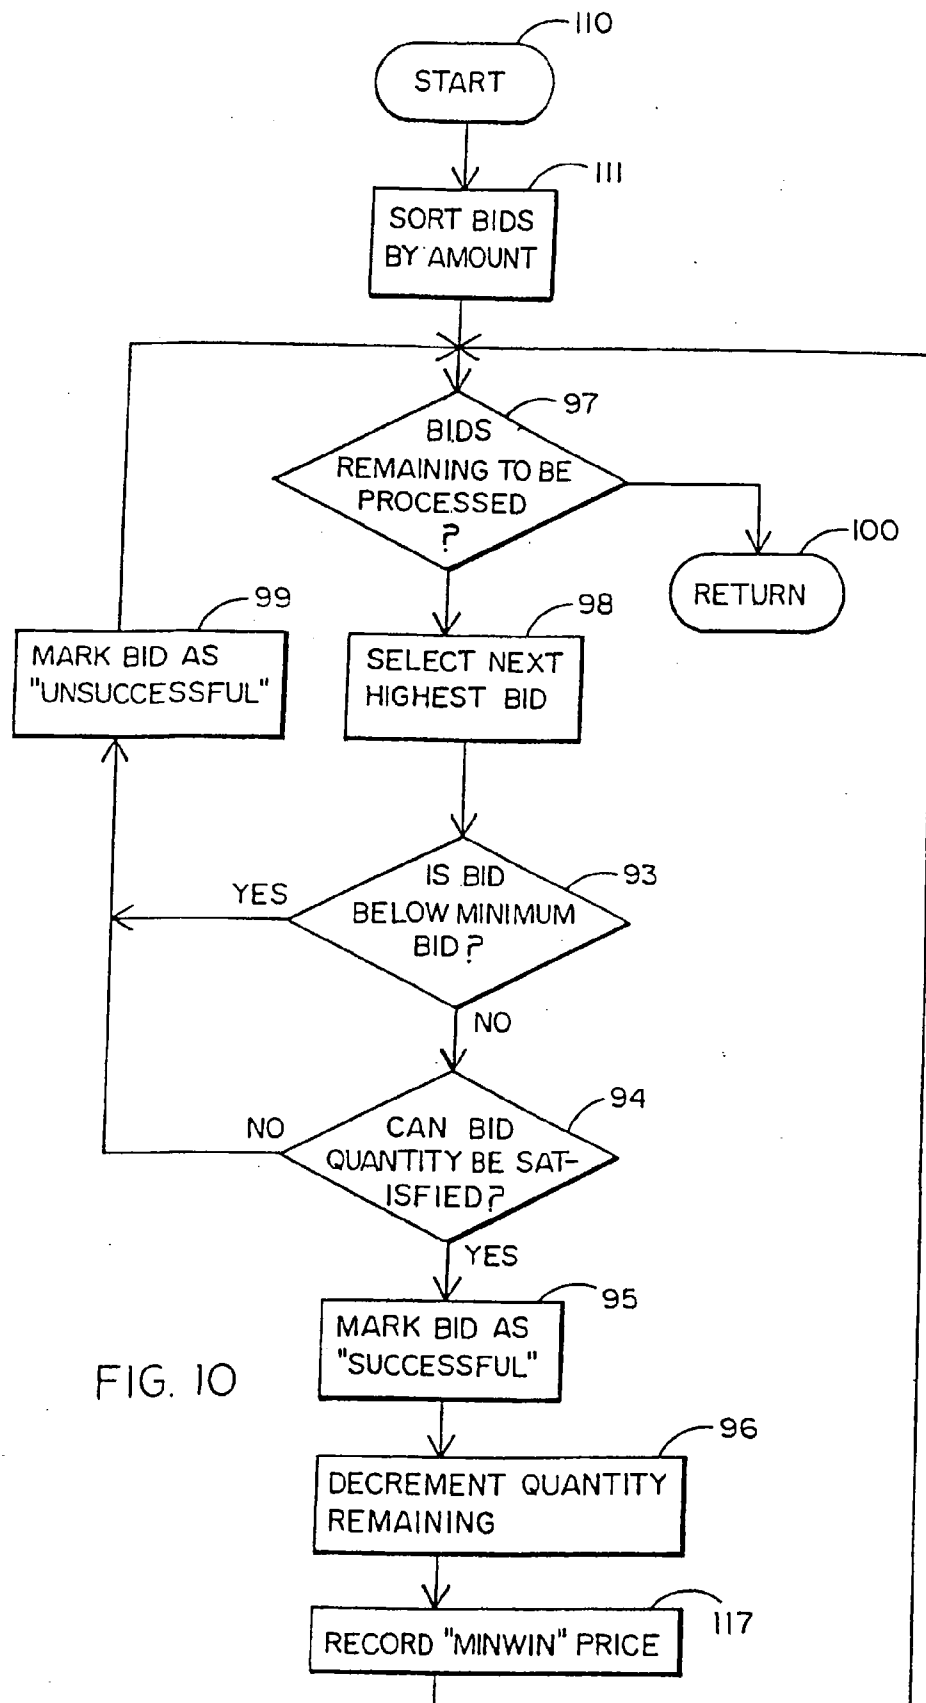 110
START
111
SORT BIDS
BY AMOUNT
97
BIDS
REMAINING TO BE
PROCESSED
?
100
RETURN
99
MARK BID AS
"UNSUCCESSFUL"
98
SELECT NEXT
HIGHEST BID
93
YES
IS BID
BELOW MINIMUM
BID?
NO
94
NO
CAN BID
QUANTITY BE SAT-
ISFIED?
YES
95
MARK BID AS
"SUCCESSFUL"
FIG. 10
96
DECREMENT QUANTITY
REMAINING
117
RECORD "MINWIN" PRICE